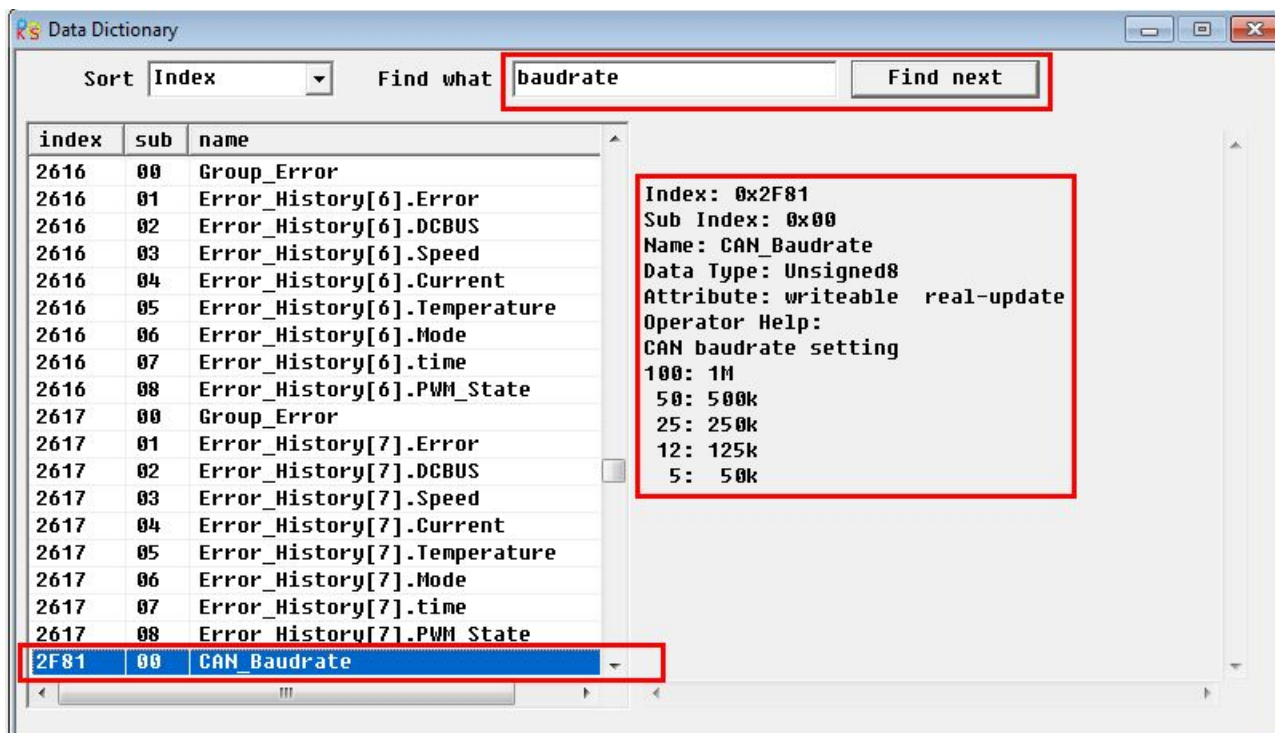 Data Dictionary
Sort Index Find what baudrate Find next
index sub name
2616 00 Group_Error
2616 01 Error_History[6].Error
2616 02 Error_History[6].DCBUS
2616 03 Error_History[6].Speed
2616 04 Error_History[6].Current
2616 05 Error_History[6].Temperature
2616 06 Error_History[6].Mode
2616 07 Error_History[6].time
2616 08 Error_History[6].PWM_State
2617 00 Group_Error
2617 01 Error_History[7].Error
2617 02 Error_History[7].DCBUS
2617 03 Error_History[7].Speed
2617 04 Error_History[7].Current
2617 05 Error_History[7].Temperature
2617 06 Error_History[7].Mode
2617 07 Error_History[7].time
2617 08 Error_History[7].PWM_State
2F81 00 CAN_Baudrate
Index: 0x2F81
Sub Index: 0x00
Name: CAN_Baudrate
Data Type: Unsigned8
Attribute: writeable real-update
Operator Help:
CAN baudrate setting
100: 1M
50: 500k
25: 250k
12: 125k
5: 50k